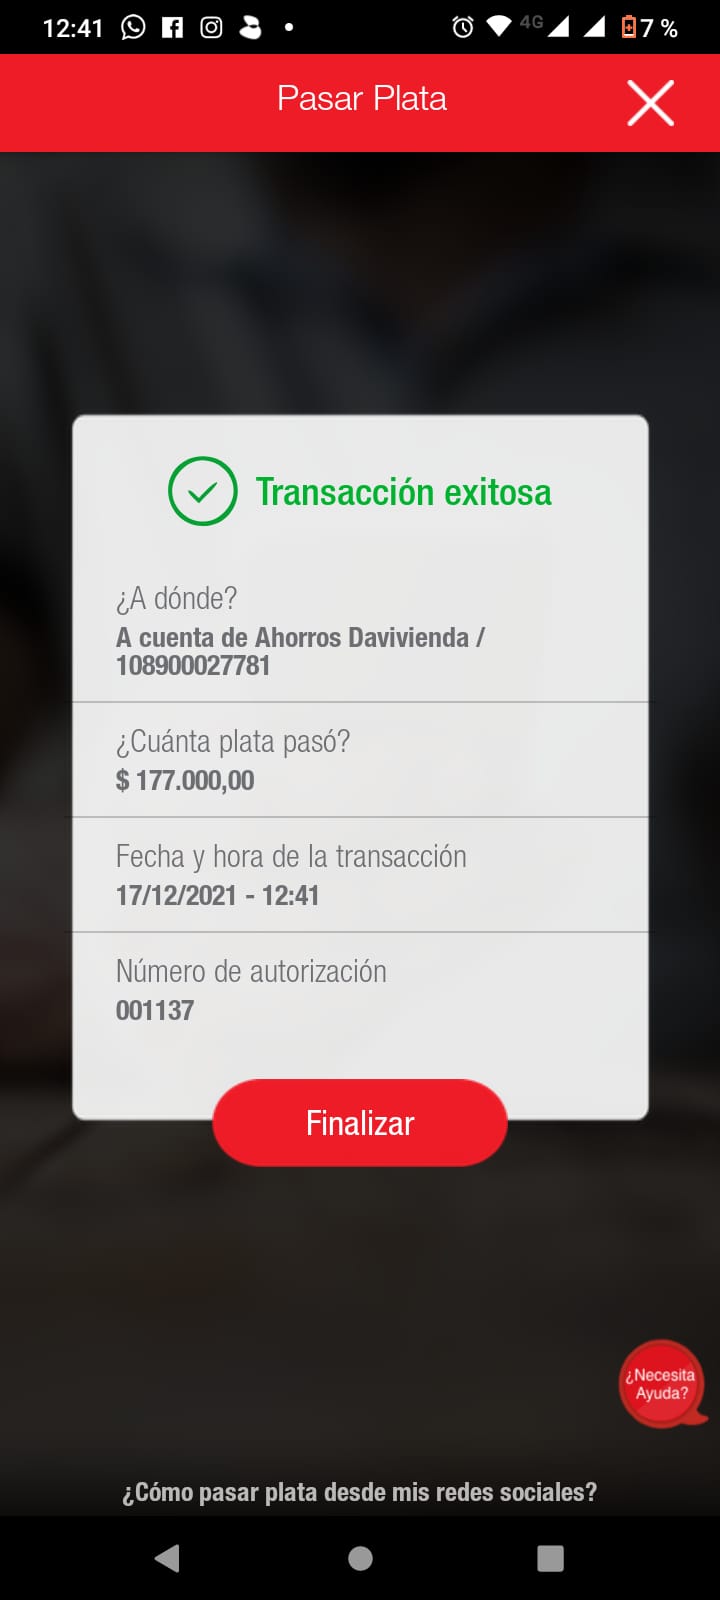 12:41
4G
7 %
Pasar Plata
Transacción exitosa
¿A dónde?
A cuenta de Ahorros Davivienda /
108900027781
¿Cuánta plata pasó?
$ 177.000,00
Fecha y hora de la transacción
17/12/2021 - 12:41
Número de autorización
001137
Finalizar
¿Necesita
Ayuda?
¿Cómo pasar plata desde mis redes sociales?